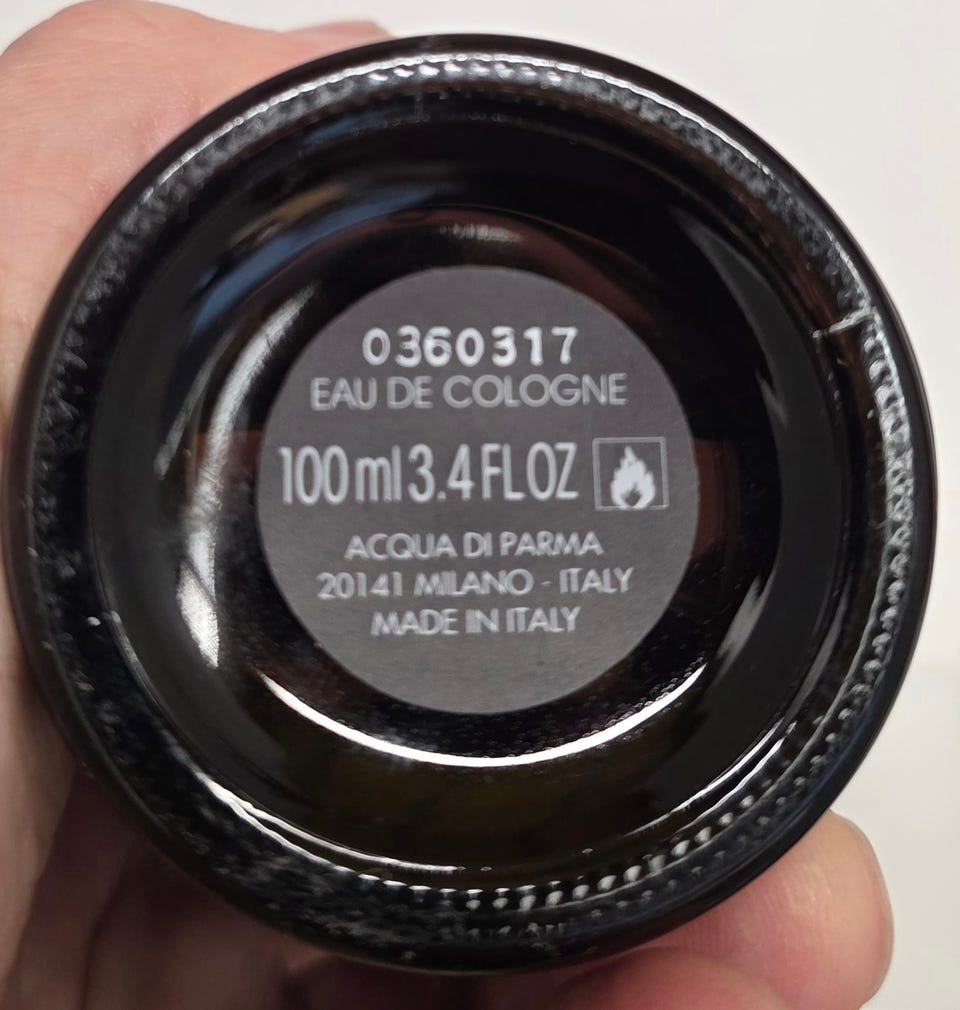 0360317
EAU DE COLOGNE
100ml 3.4 FL OZ
ACQUA DI PARMA
20141 MILANO - ITALY
MADE IN ITALY